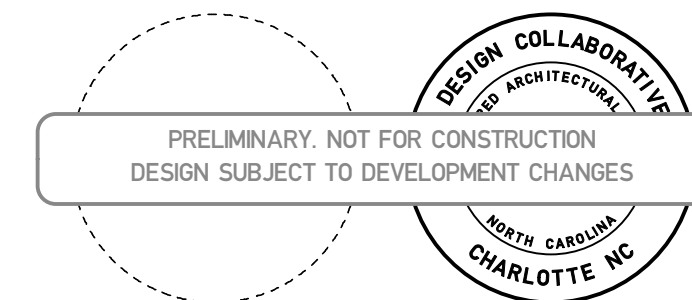 DESIGN COLLABORATIVE
ARCHITECTURAL
PRELIMINARY. NOT FOR CONSTRUCTION
DESIGN SUBJECT TO DEVELOPMENT CHANGES
NORTH CAROLINA
CHARLOTTE NC